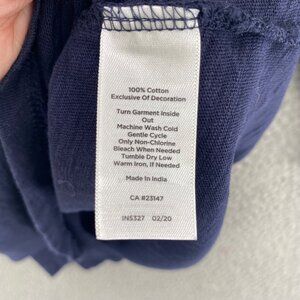 100% Cotton
Exclusive Of Decoration
Turn Garment Inside
Out
Machine Wash Cold
Gentle Cycle
Only Non-Chlorine
Bleach When Needed
Tumble Dry Low
Warm Iron, If Needed
Made In India
CA #23147
INS327 02/20